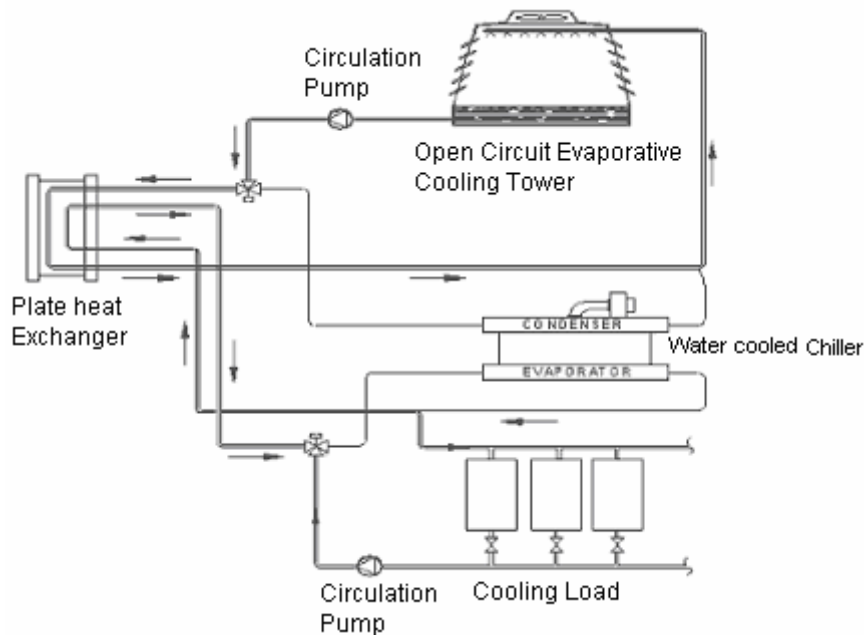 Circulation
Pump
Open Circuit Evaporative
Cooling Tower
Plate heat
Exchanger
CONDENSER
Water cooled Chiller
EVAPORATOR
Circulation
Pump
Cooling Load